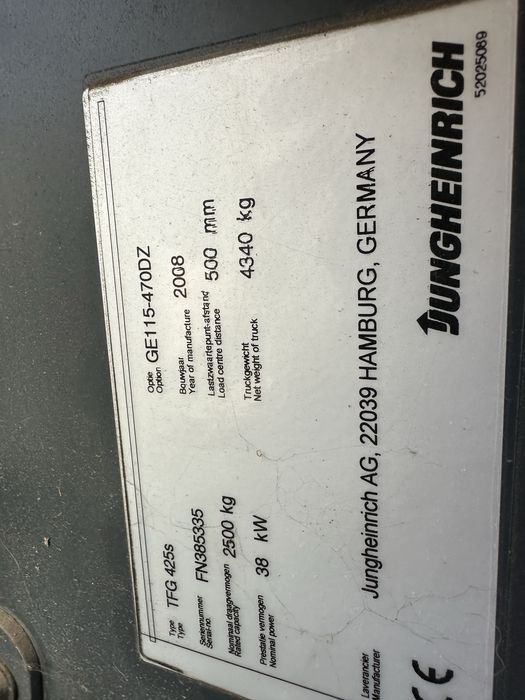 Type
Type TFG 425s
Optie
Option GE115-470DZ
Serienummer
Serial-no. FN385335
Bouwjaar
Year of manufacture 2008
Nominaal draagvermogen
Rated capacity 2500 kg
Lastzwaartepunt-afstand
Load centre distance 500 mm
Prestatie vermogen
Nominal power 38 kW
Truckgewicht
Net weight of truck 4340 kg
Leverancier
Manufacturer Jungheinrich AG, 22039 HAMBURG, GERMANY
CE JUNGHEINRICH
52025089